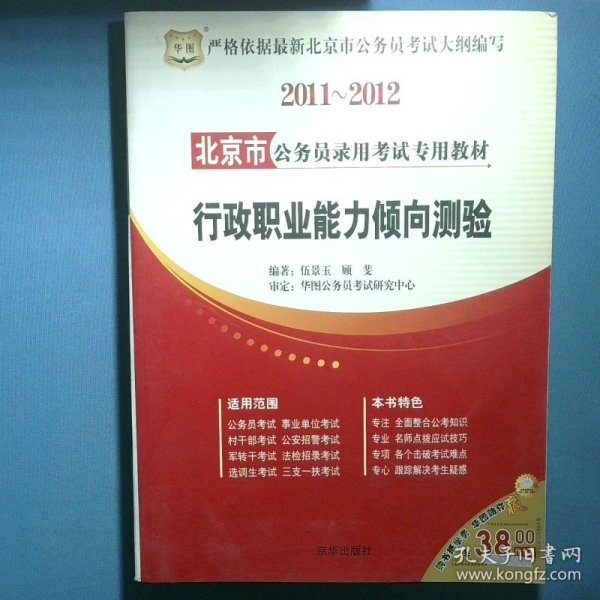 华图
严格依据最新北京市公务员考试大纲编写
2011~2012
北京市公务员录用考试专用教材
行政职业能力倾向测验
编著：伍景玉 顾 斐
审定：华图公务员考试研究中心
适用范围
公务员考试 事业单位考试
村干部考试 公安招警考试
军转干考试 法检招录考试
选调生考试 三支一扶考试
本书特色
专注 全面整合公考知识
专业 名师点拨应试技巧
专项 各个击破考试难点
专心 跟踪解决考生疑惑
38.00
京华出版社
孔夫子旧书网
www.kongfz.com